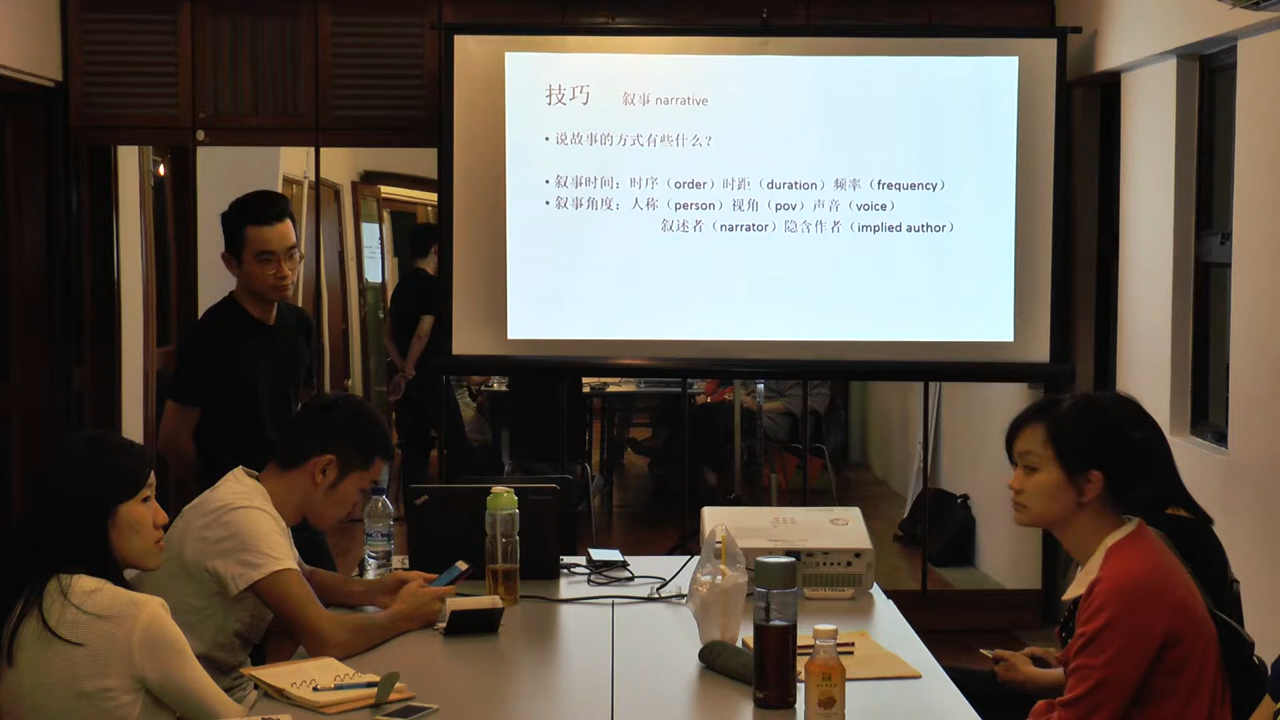 技巧 叙事 narrative
• 说故事的方式有些什么？
• 叙事时间：时序（order）时距（duration）频率（frequency）
• 叙事角度：人称（person）视角（pov）声音（voice）
叙述者（narrator）隐含作者（implied author）